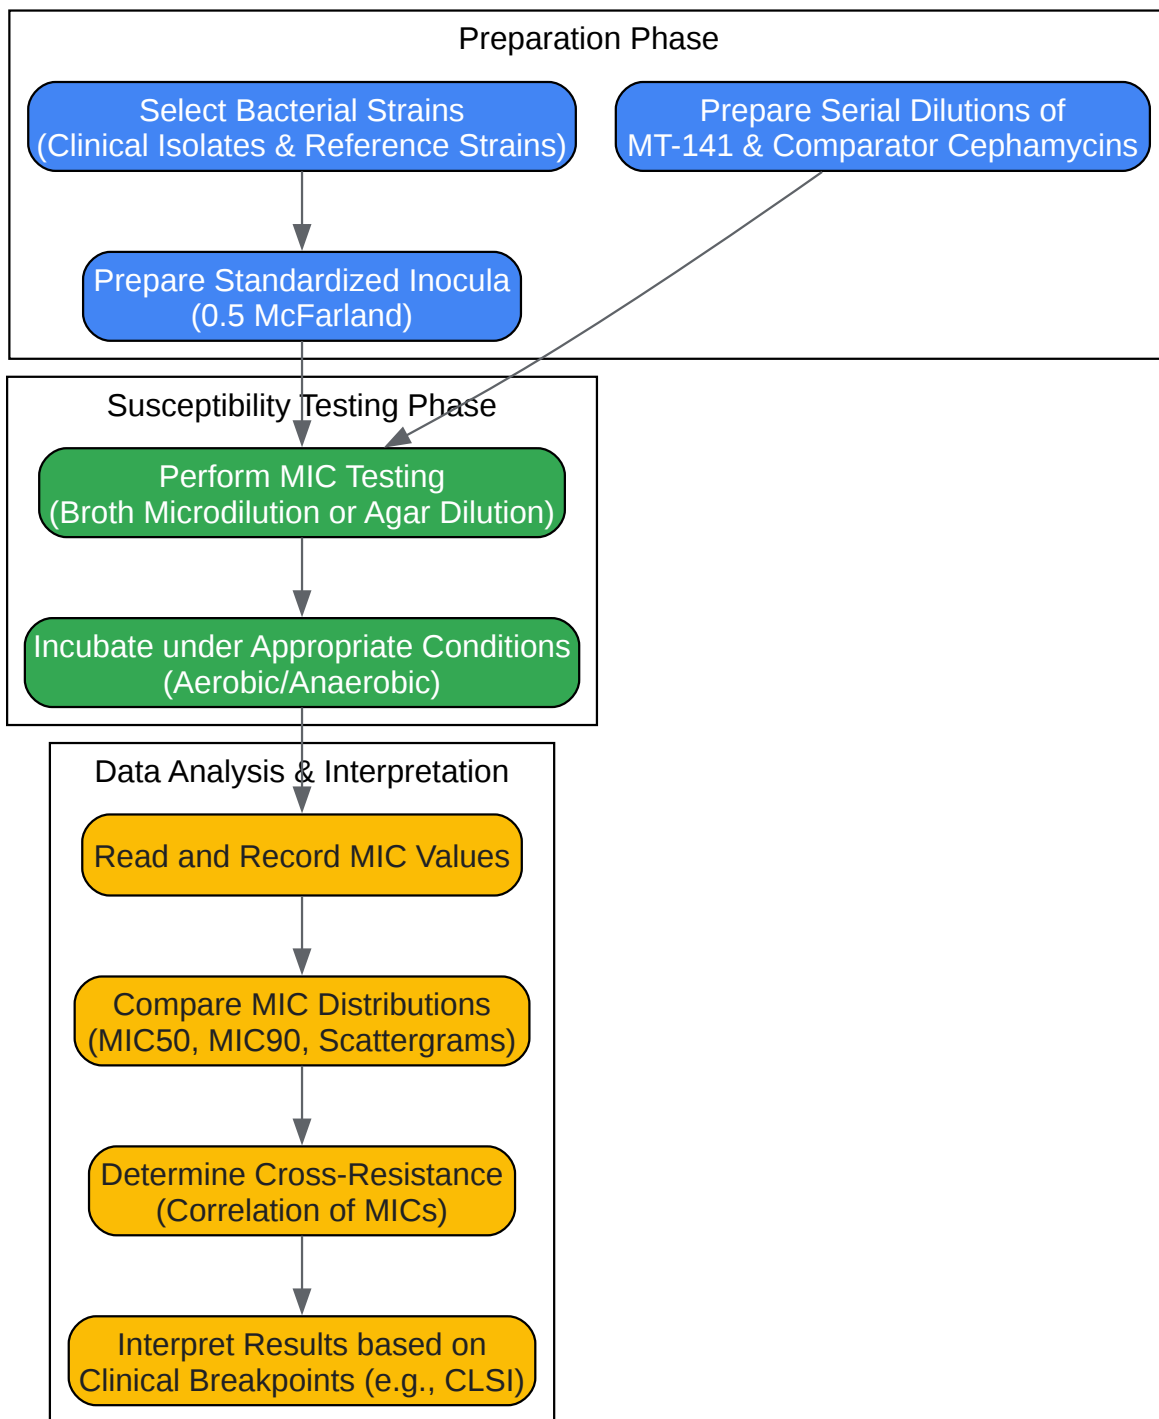 Preparation Phase
Select Bacterial Strains
(Clinical Isolates & Reference Strains)
Prepare Serial Dilutions of
MT-141 & Comparator Cephamycins
Prepare Standardized Inocula
(0.5 McFarland)
Susceptibility Testing Phase
Perform MIC Testing
(Broth Microdilution or Agar Dilution)
Incubate under Appropriate Conditions
(Aerobic/Anaerobic)
Data Analysis & Interpretation
Read and Record MIC Values
Compare MIC Distributions
(MIC50, MIC90, Scattergrams)
Determine Cross-Resistance
(Correlation of MICs)
Interpret Results based on
Clinical Breakpoints (e.g., CLSI)